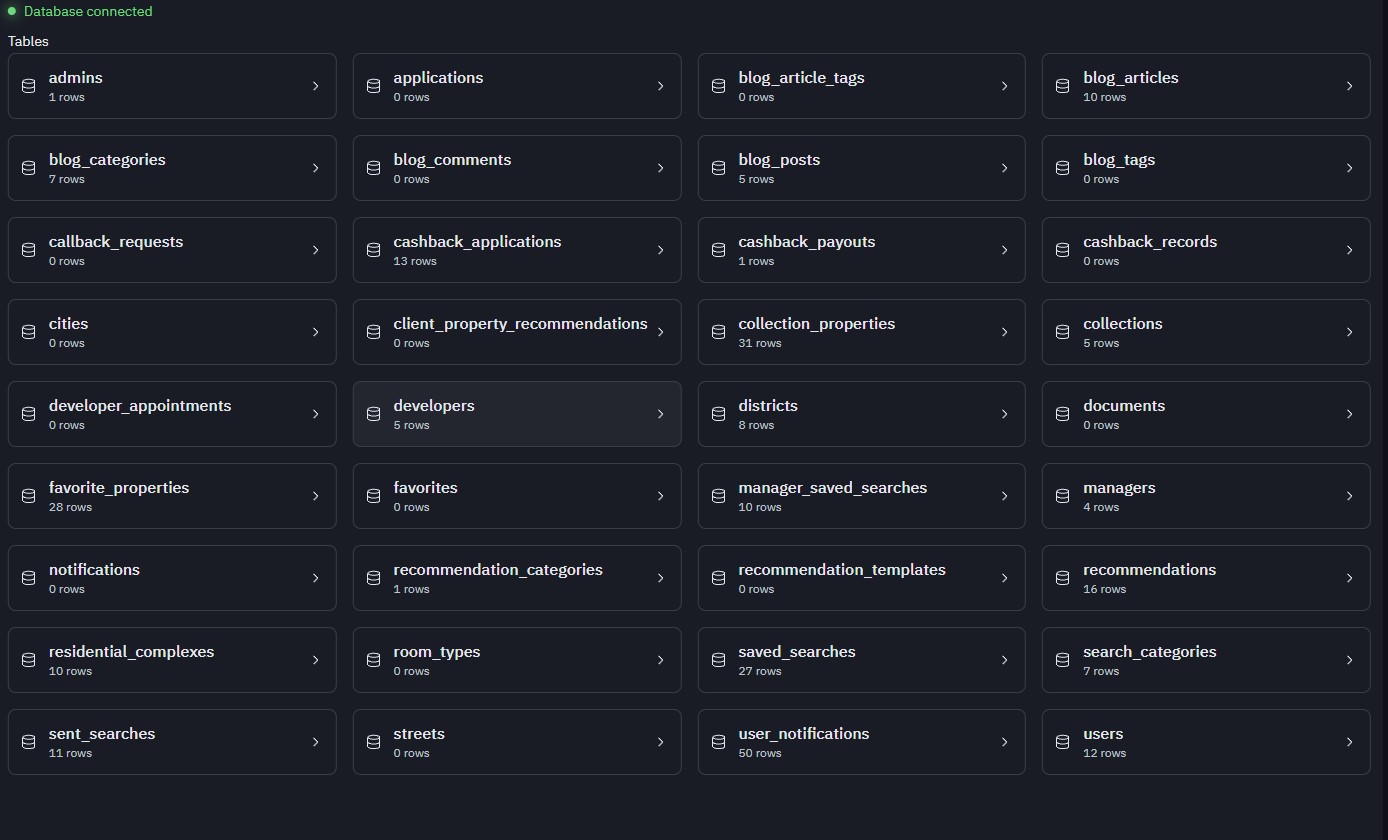 Database connected
Tables
admins
1 rows
applications
0 rows
blog_article_tags
0 rows
blog_articles
10 rows
blog_categories
7 rows
blog_comments
0 rows
blog_posts
5 rows
blog_tags
0 rows
callback_requests
0 rows
cashback_applications
13 rows
cashback_payouts
1 rows
cashback_records
0 rows
cities
0 rows
client_property_recommendations
0 rows
collection_properties
31 rows
collections
5 rows
developer_appointments
0 rows
developers
5 rows
districts
8 rows
documents
0 rows
favorite_properties
28 rows
favorites
0 rows
manager_saved_searches
10 rows
managers
4 rows
notifications
0 rows
recommendation_categories
1 rows
recommendation_templates
0 rows
recommendations
16 rows
residential_complexes
10 rows
room_types
0 rows
saved_searches
27 rows
search_categories
7 rows
sent_searches
11 rows
streets
0 rows
user_notifications
50 rows
users
12 rows